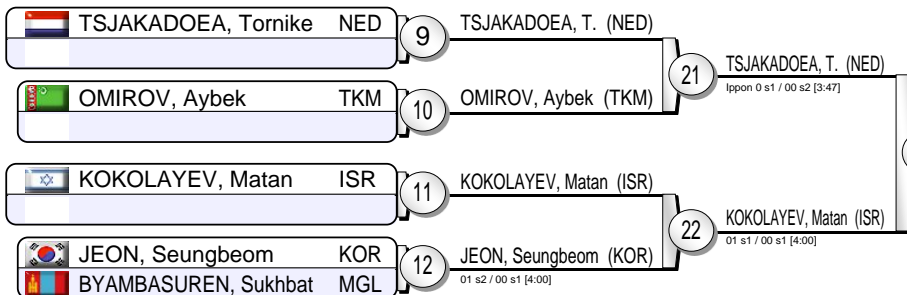 TSJAKADOEA, Tornike NED
9
TSJAKADOEA, T. (NED)
OMIROV, Aybek TKM
10
OMIROV, Aybek (TKM)
21
TSJAKADOEA, T. (NED)
Ippon 0 s1 / 00 s2 [3:47]
KOKOLAYEV, Matan ISR
11
KOKOLAYEV, Matan (ISR)
JEON, Seungbeom KOR
BYAMBASUREN, Sukhbat MGL
12
JEON, Seungbeom (KOR)
01 s2 / 00 s1 [4:00]
22
KOKOLAYEV, Matan (ISR)
01 s1 / 00 s1 [4:00]